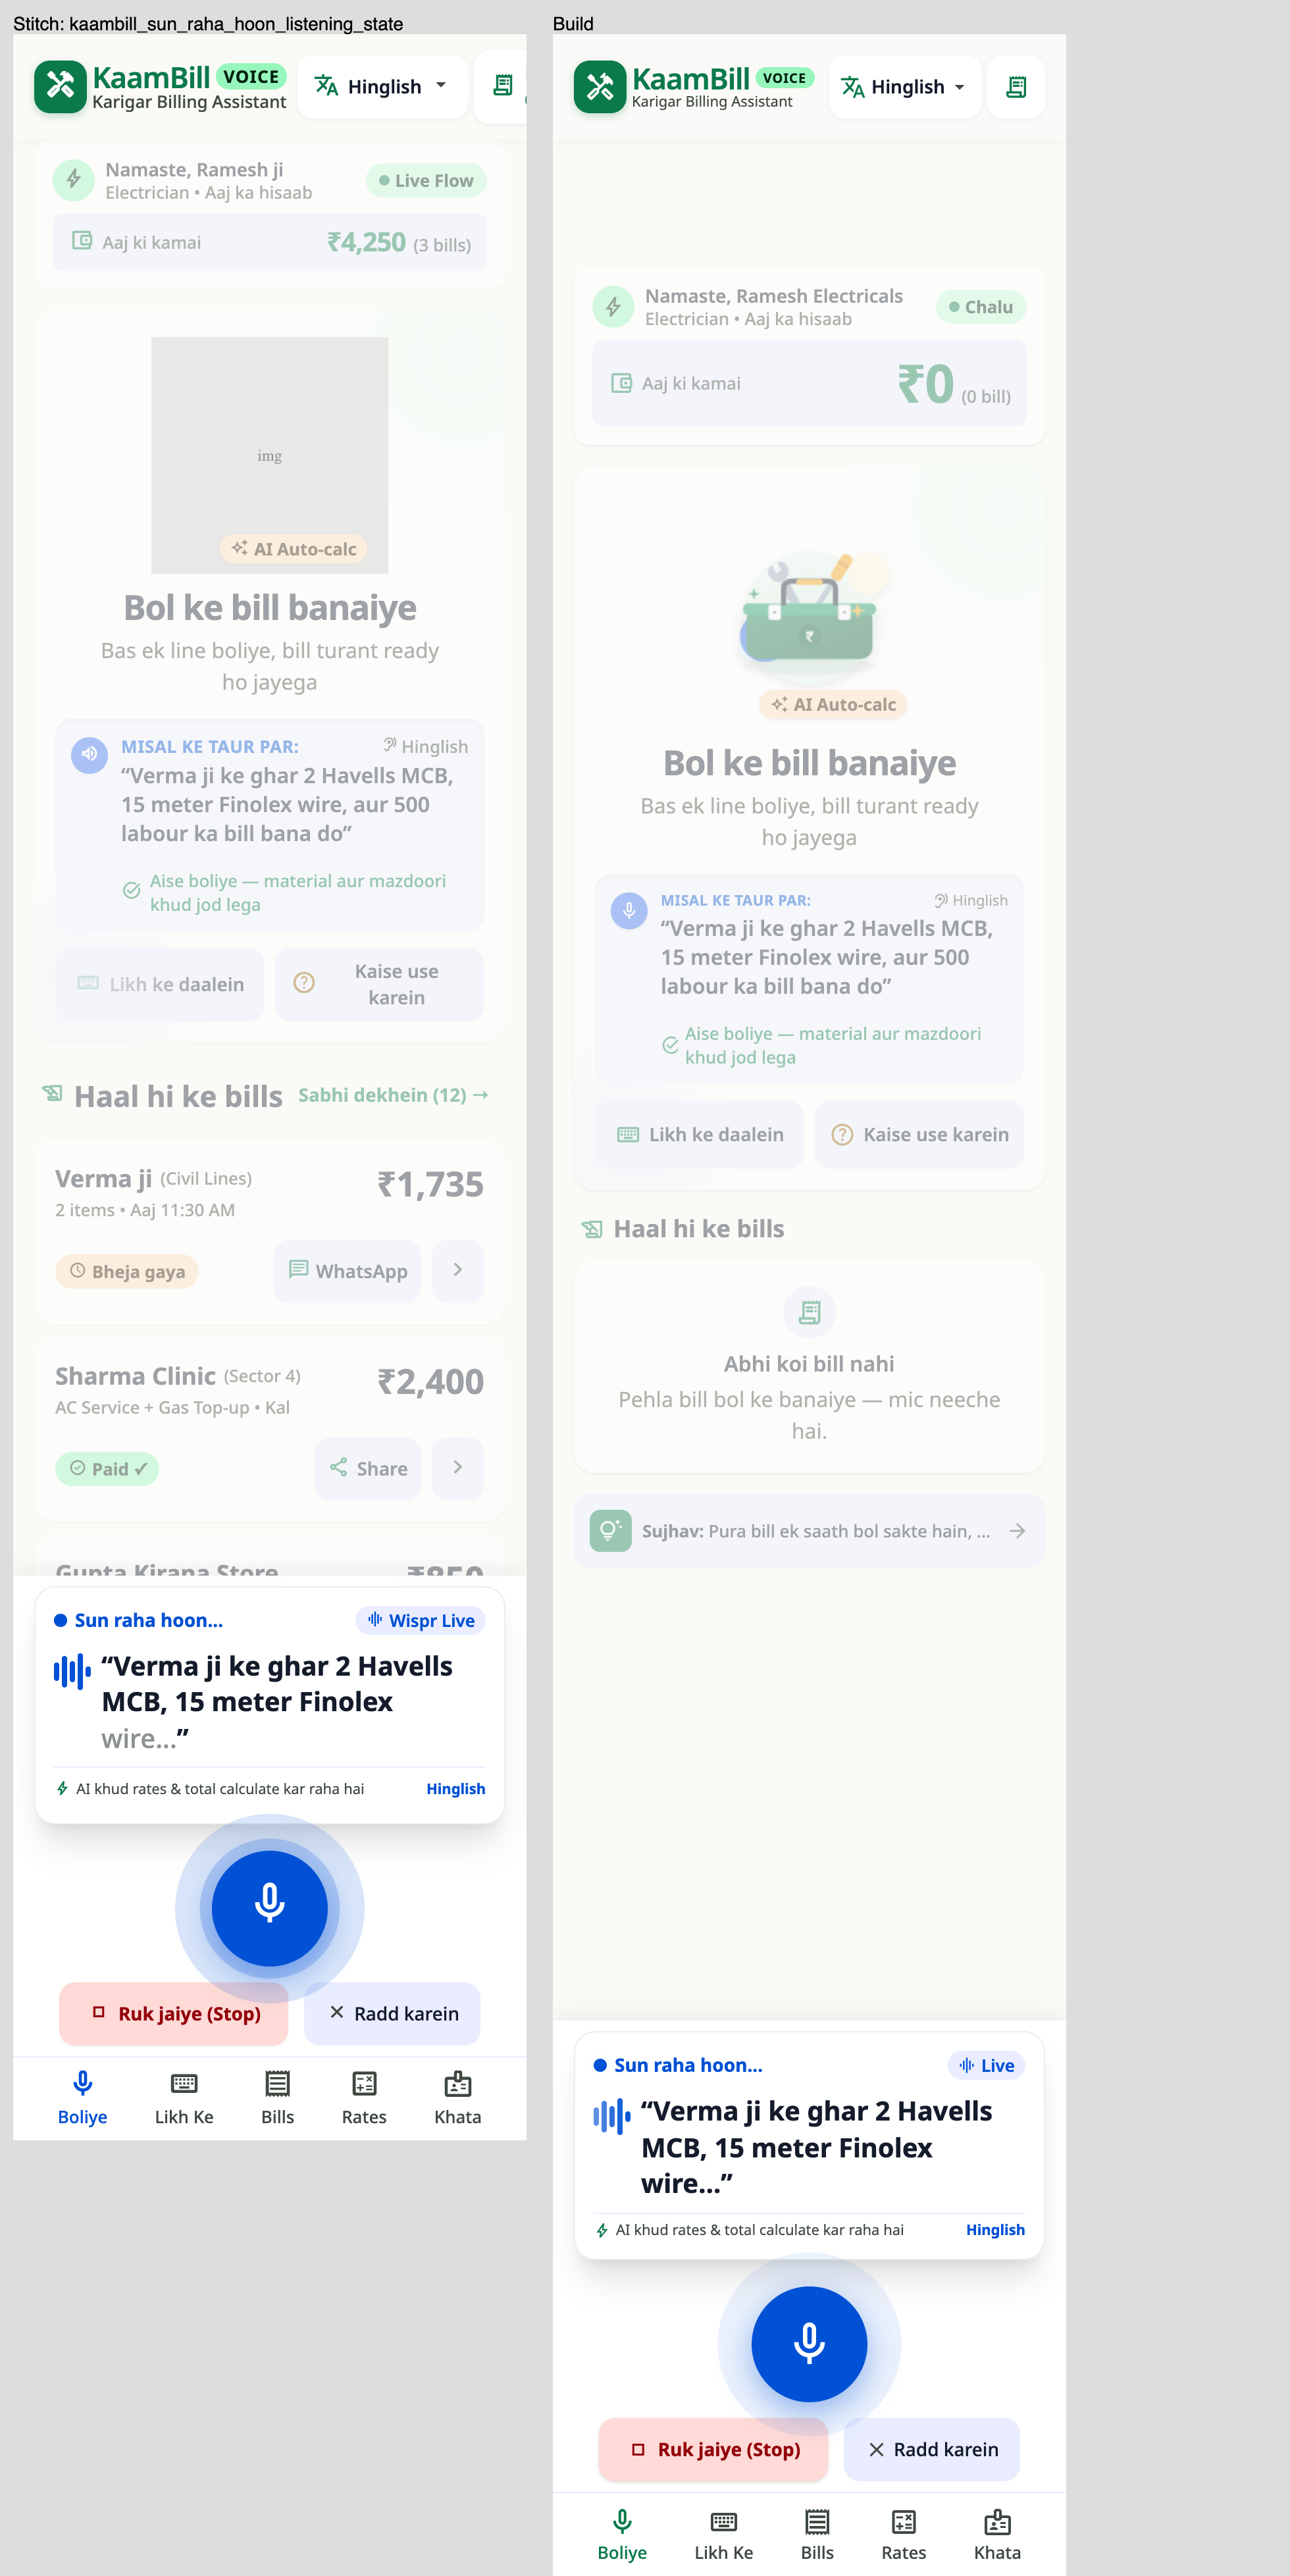 Stitch: kaambill_sun_raha_hoon_listening_state
KaamBill VOICE
Karigar Billing Assistant
Hinglish
Namaste, Ramesh ji
Electrician • Aaj ka hisaab
Live Flow
Aaj ki kamai
₹4,250 (3 bills)
img
AI Auto-calc
Bol ke bill banaiye
Bas ek line boliye, bill turant ready
ho jayega
MISAL KE TAUR PAR:
Hinglish
“Verma ji ke ghar 2 Havells MCB,
15 meter Finolex wire, aur 500
labour ka bill bana do”
Aise boliye — material aur mazdoori
khud jod lega
Likh ke daalein
Kaise use
karein
Haal hi ke bills
Sabhi dekhein (12) →
Verma ji (Civil Lines)
₹1,735
2 items • Aaj 11:30 AM
Bheja gaya
WhatsApp
Sharma Clinic (Sector 4)
₹2,400
AC Service + Gas Top-up • Kal
Paid ✓
Share
Gupta Kirana Store
₹850
Sun raha hoon...
Wispr Live
“Verma ji ke ghar 2 Havells
MCB, 15 meter Finolex
wire...”
AI khud rates & total calculate kar raha hai
Hinglish
Ruk jaiye (Stop)
Radd karein
Boliye
Likh Ke
Bills
Rates
Khata
Build
KaamBill VOICE
Karigar Billing Assistant
Hinglish
Namaste, Ramesh Electricals
Electrician • Aaj ka hisaab
Chalu
Aaj ki kamai
₹0 (0 bill)
₹
AI Auto-calc
Bol ke bill banaiye
Bas ek line boliye, bill turant ready
ho jayega
MISAL KE TAUR PAR:
Hinglish
“Verma ji ke ghar 2 Havells MCB,
15 meter Finolex wire, aur 500
labour ka bill bana do”
Aise boliye — material aur mazdoori
khud jod lega
Likh ke daalein
Kaise use karein
Haal hi ke bills
Abhi koi bill nahi
Pehla bill bol ke banaiye — mic neeche
hai.
Sujhav: Pura bill ek saath bol sakte hain, ...
Sun raha hoon...
Live
“Verma ji ke ghar 2 Havells
MCB, 15 meter Finolex
wire...”
AI khud rates & total calculate kar raha hai
Hinglish
Ruk jaiye (Stop)
Radd karein
Boliye
Likh Ke
Bills
Rates
Khata